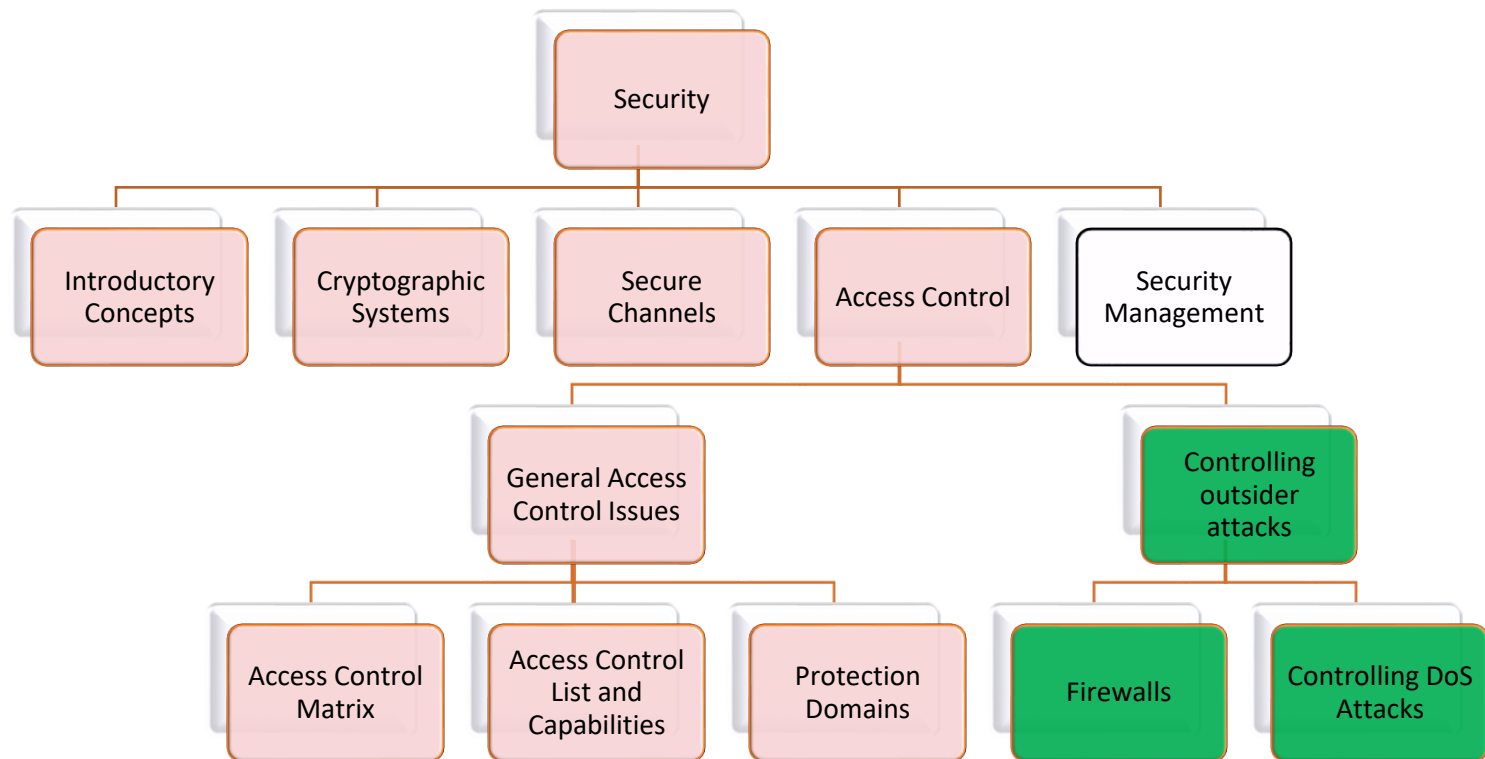 Security
Introductory
Concepts
Cryptographic
Systems
Secure
Channels
Access Control
Security
Management
General Access
Control Issues
Controlling
outsider
attacks
Access Control
Matrix
Access Control
List and
Capabilities
Protection
Domains
Firewalls
Controlling DoS
Attacks